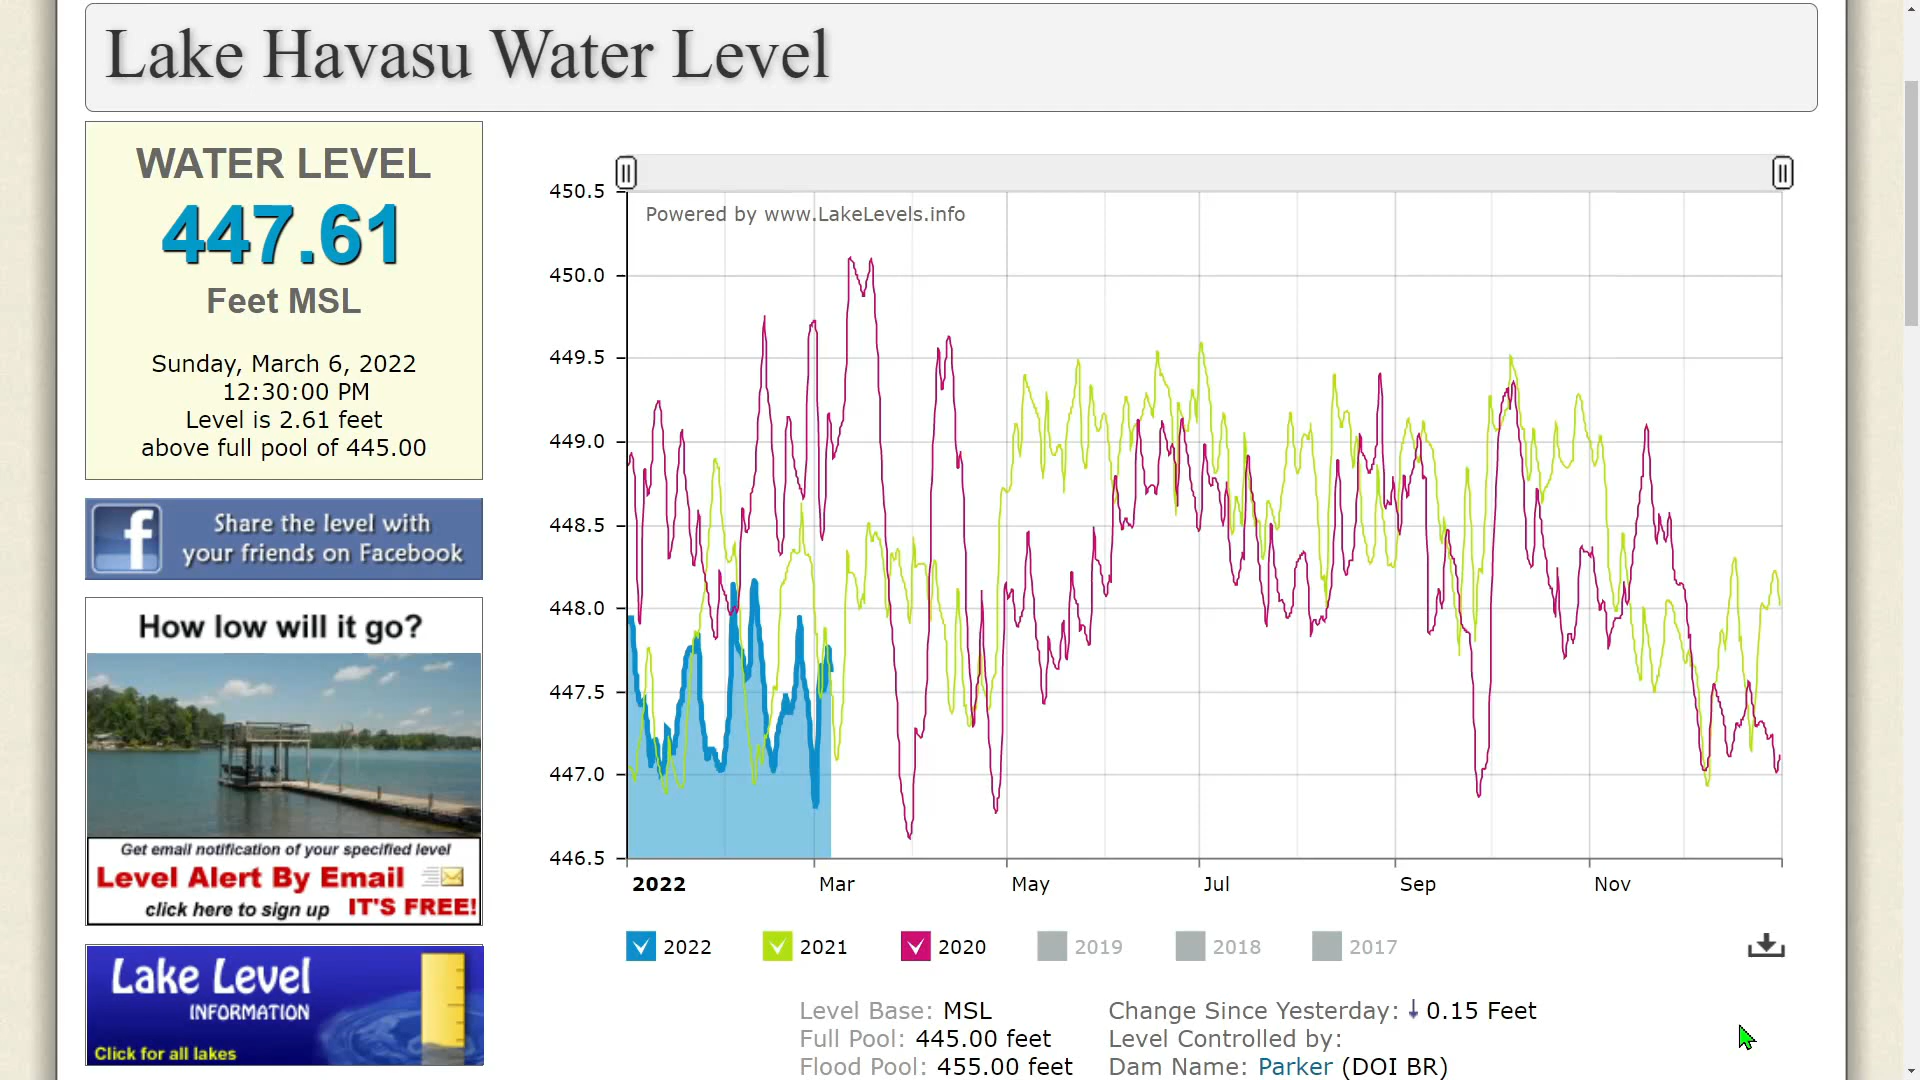 Lake Havasu Water Level
WATER LEVEL
447.61
Feet MSL
Sunday, March 6, 2022
12:30:00 PM
Level is 2.61 feet
above full pool of 445.00
f Share the level with
your friends on Facebook
How low will it go?
Get email notification of your specified level
Level Alert By Email
click here to sign up IT'S FREE!
Lake Level
INFORMATION
Click for all lakes
Powered by www.LakeLevels.info
450.5
450.0
449.5
449.0
448.5
448.0
447.5
447.0
446.5
2022 Mar May Jul Sep Nov
2022 2021 2020 2019 2018 2017
Level Base: MSL
Full Pool: 445.00 feet
Flood Pool: 455.00 feet
Change Since Yesterday: ↓ 0.15 Feet
Level Controlled by:
Dam Name: Parker (DOI BR)